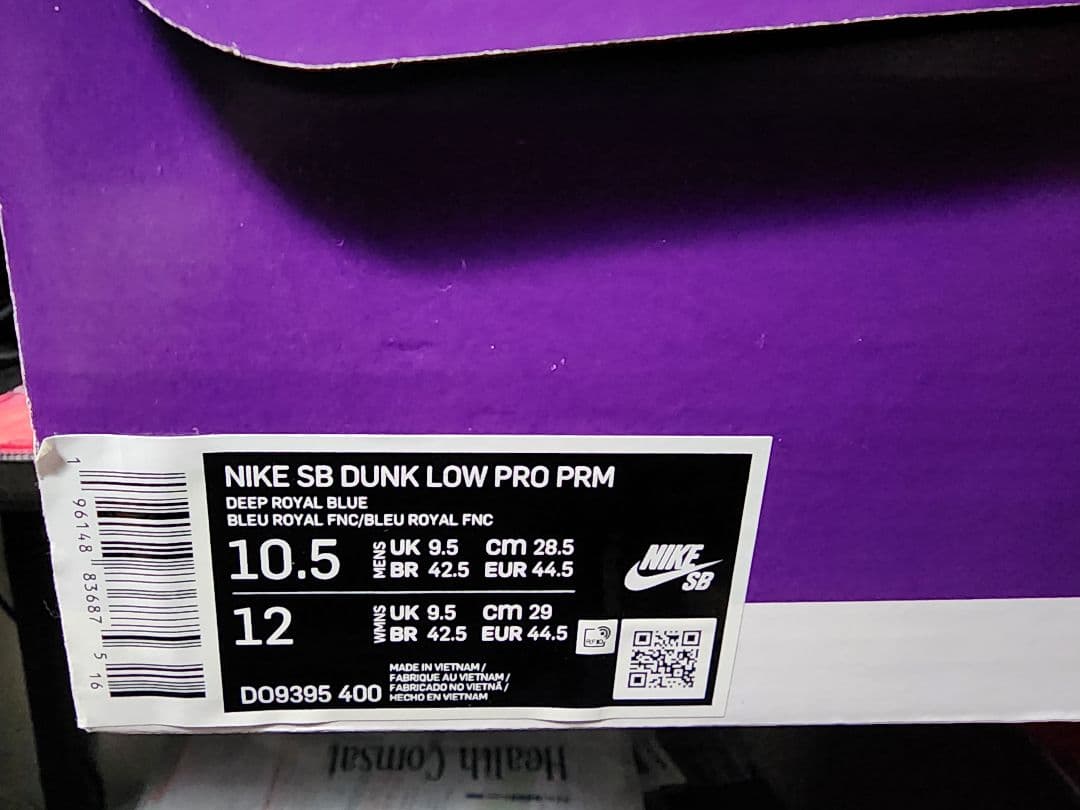 NIKE SB DUNK LOW PRO PRM
DEEP ROYAL BLUE
BLEU ROYAL FNC/BLEU ROYAL FNC
10.5 MENS UK 9.5 cm 28.5
BR 42.5 EUR 44.5
NIKE
SB
12 WMNS UK 9.5 cm 29
BR 42.5 EUR 44.5
MADE IN VIETNAM /
FABRIQUE AU VIETNAM /
FABRICADO NO VIETNÃ /
HECHO EN VIETNAM
DO9395 400
1 96148 83687 5 16
Health Comsat